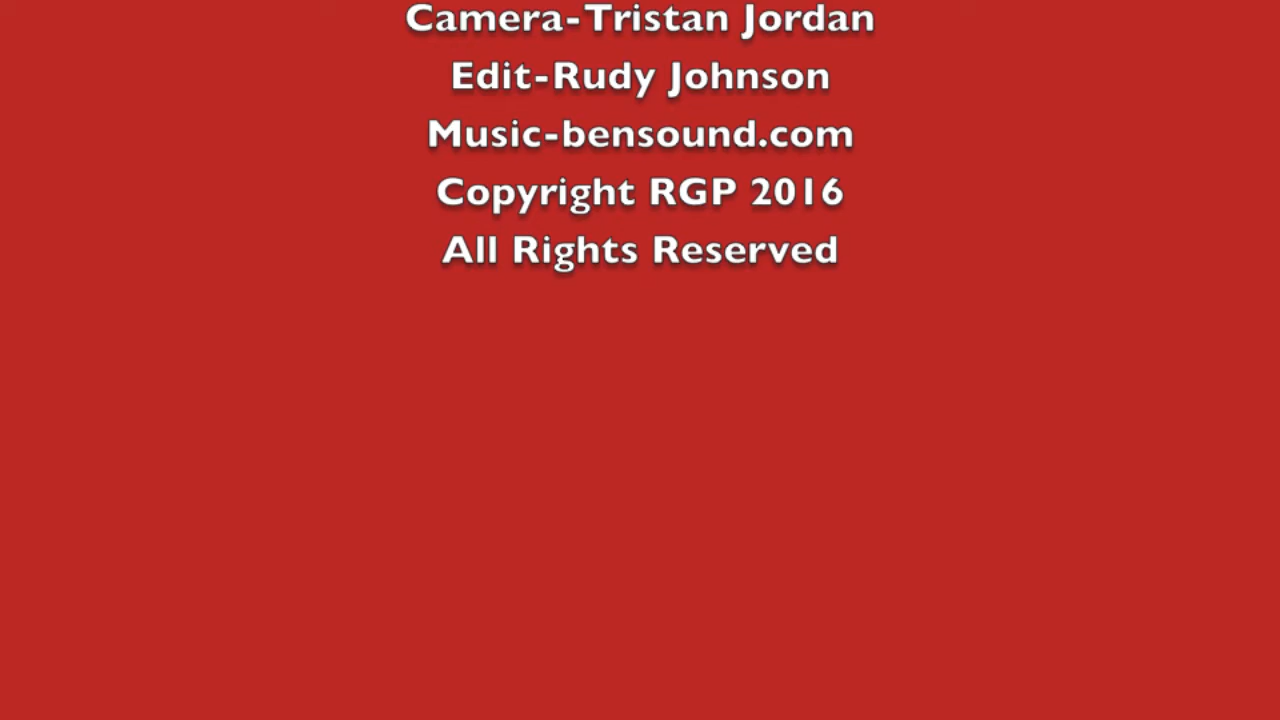 Camera-Tristan Jordan
Edit-Rudy Johnson
Music-bensound.com
Copyright RGP 2016
All Rights Reserved